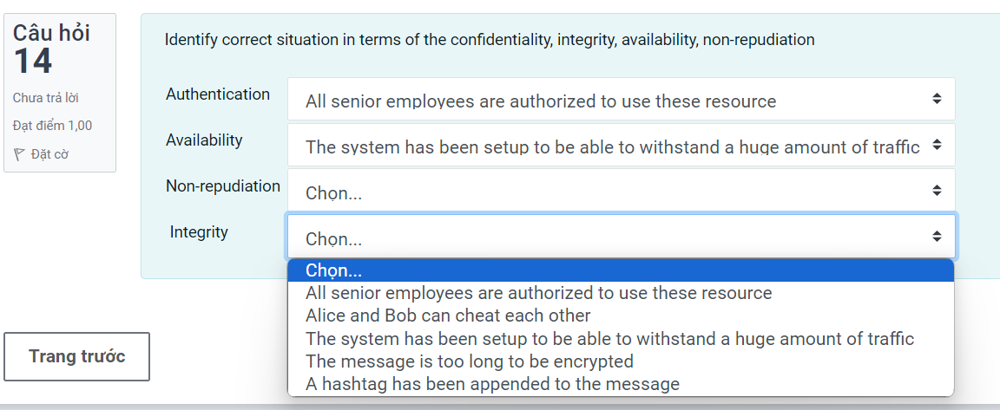 Câu hỏi
14
Chưa trả lời
Đạt điểm 1,00
Đặt cờ
Identify correct situation in terms of the confidentiality, integrity, availability, non-repudiation
Authentication
All senior employees are authorized to use these resource
Availability
The system has been setup to be able to withstand a huge amount of traffic
Non-repudiation
Chọn...
Integrity
Chọn...
Chọn...
All senior employees are authorized to use these resource
Alice and Bob can cheat each other
The system has been setup to be able to withstand a huge amount of traffic
The message is too long to be encrypted
A hashtag has been appended to the message
Trang trước